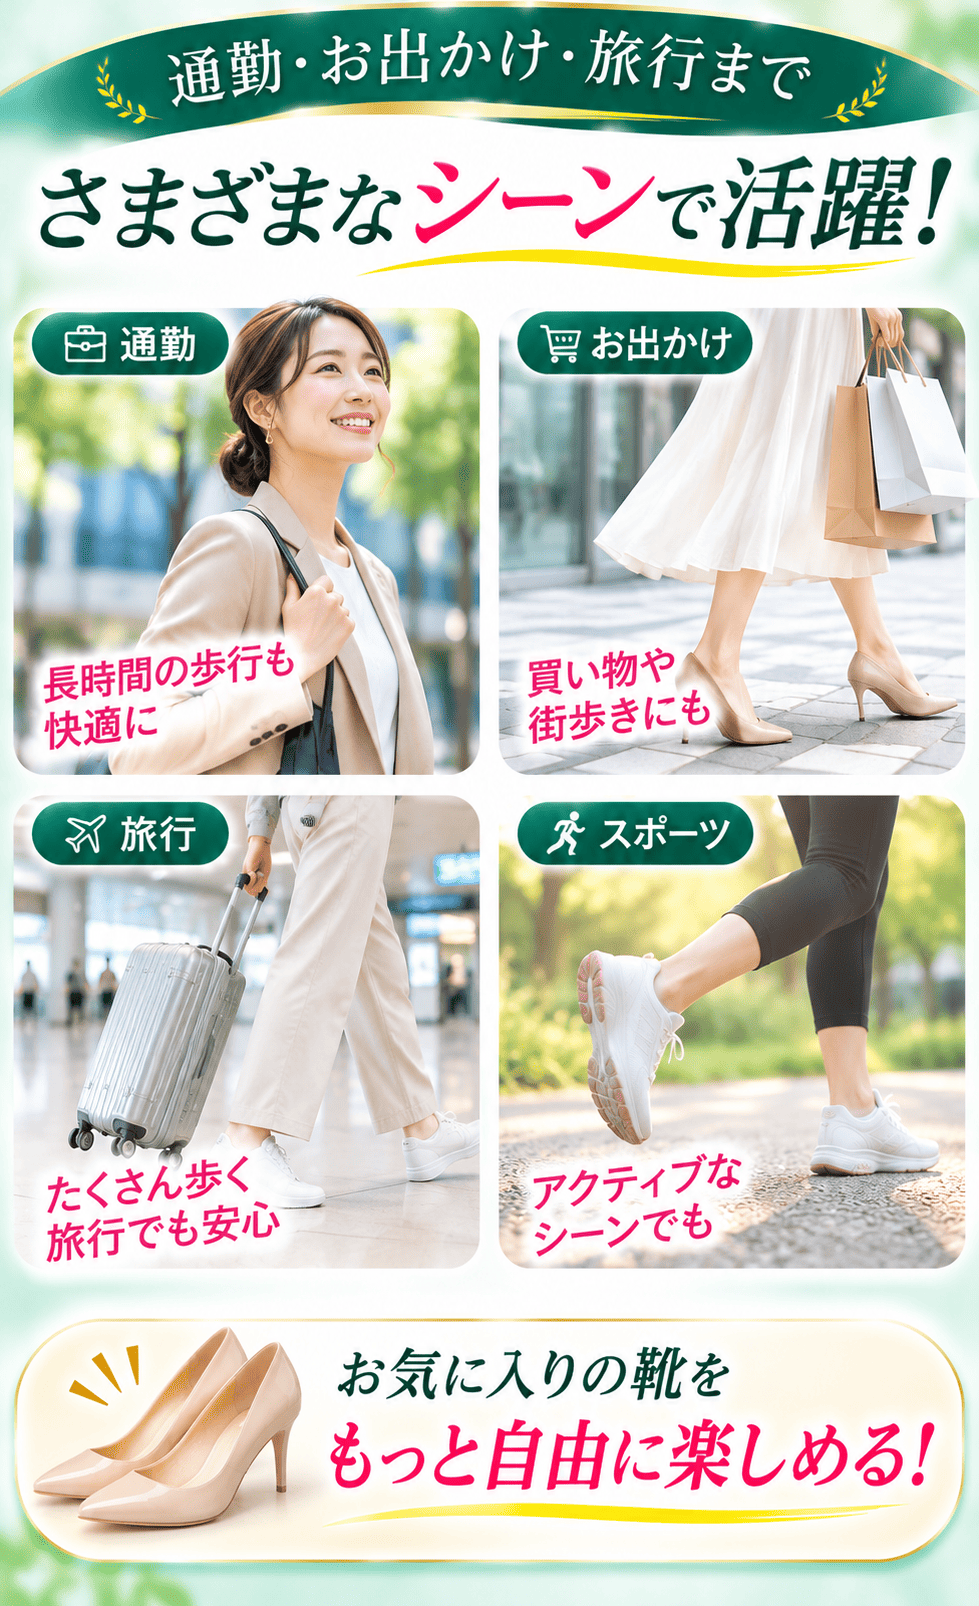 通勤・お出かけ・旅行まで
さまざまなシーンで活躍！
通勤
長時間の歩行も
快適に
お出かけ
買い物や
街歩きにも
旅行
たくさん歩く
旅行でも安心
スポーツ
アクティブな
シーンでも
お気に入りの靴を
もっと自由に楽しめる！